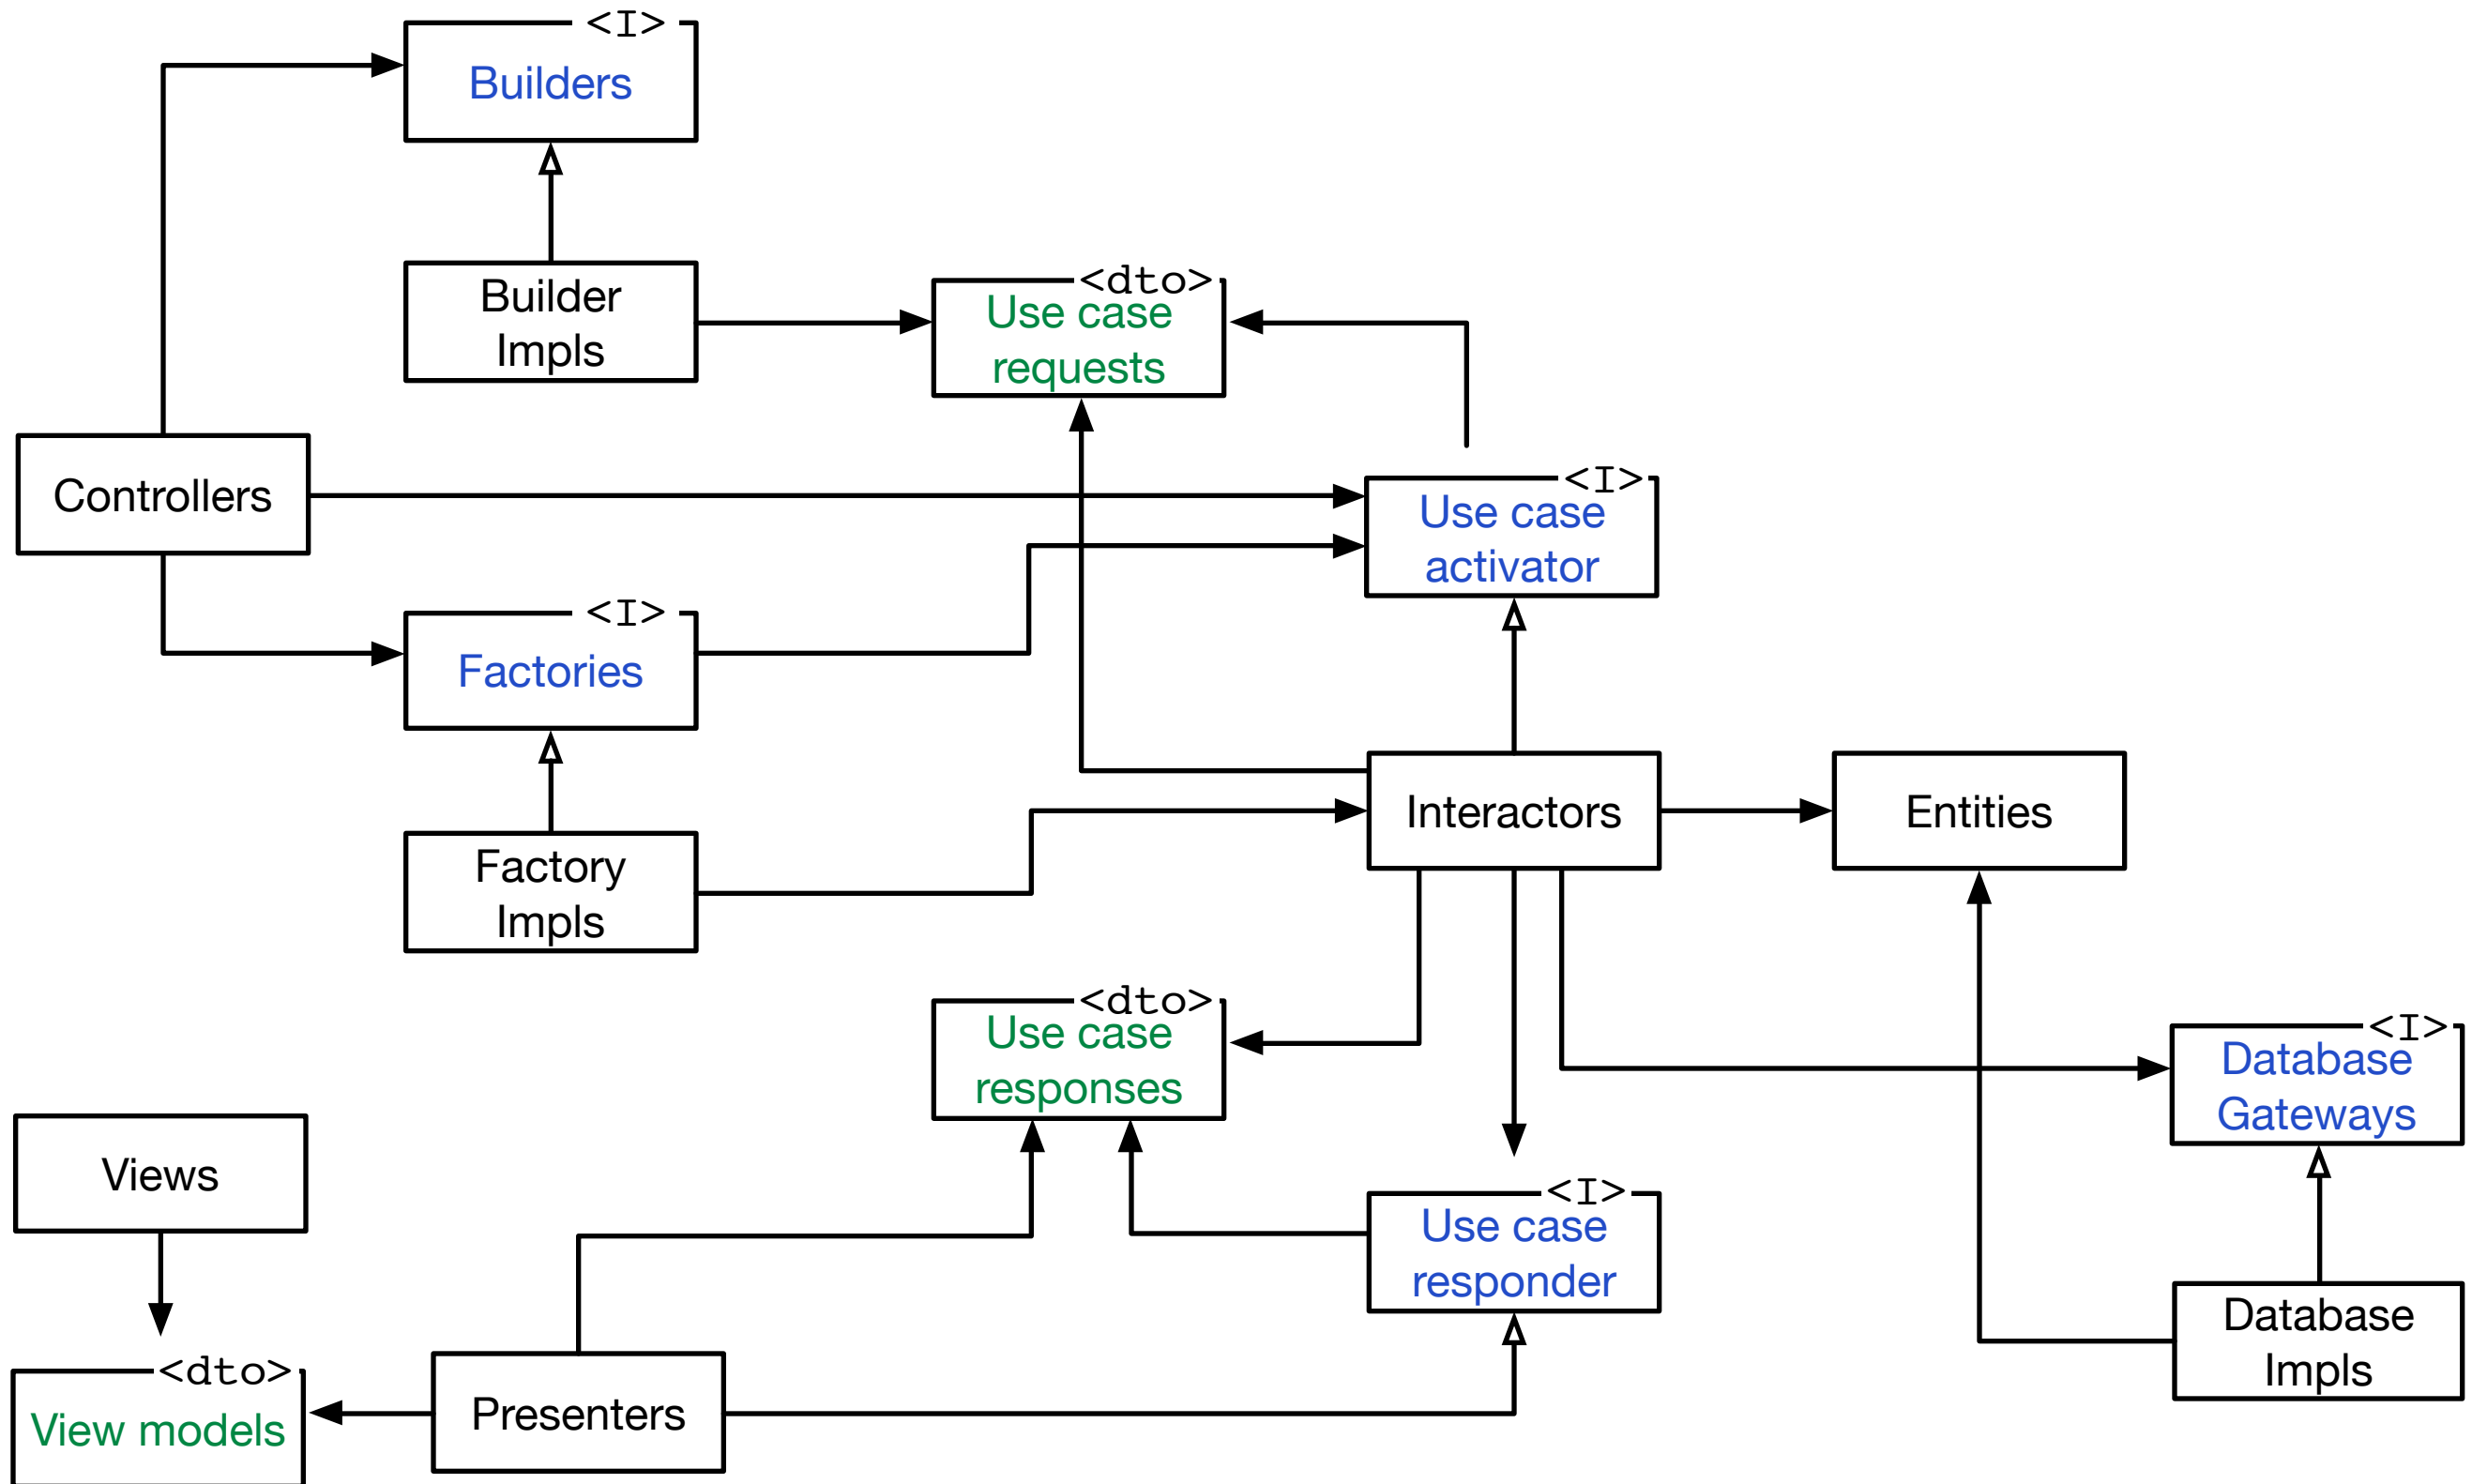 <I>
Builders
Builder
Impls
<dto>
Use case
requests
Controllers
<I>
Use case
activator
<I>
Factories
Interactors
Entities
Factory
Impls
<dto>
Use case
responses
<I>
Database
Gateways
Views
<I>
Use case
responder
Database
Impls
<dto>
View models
Presenters